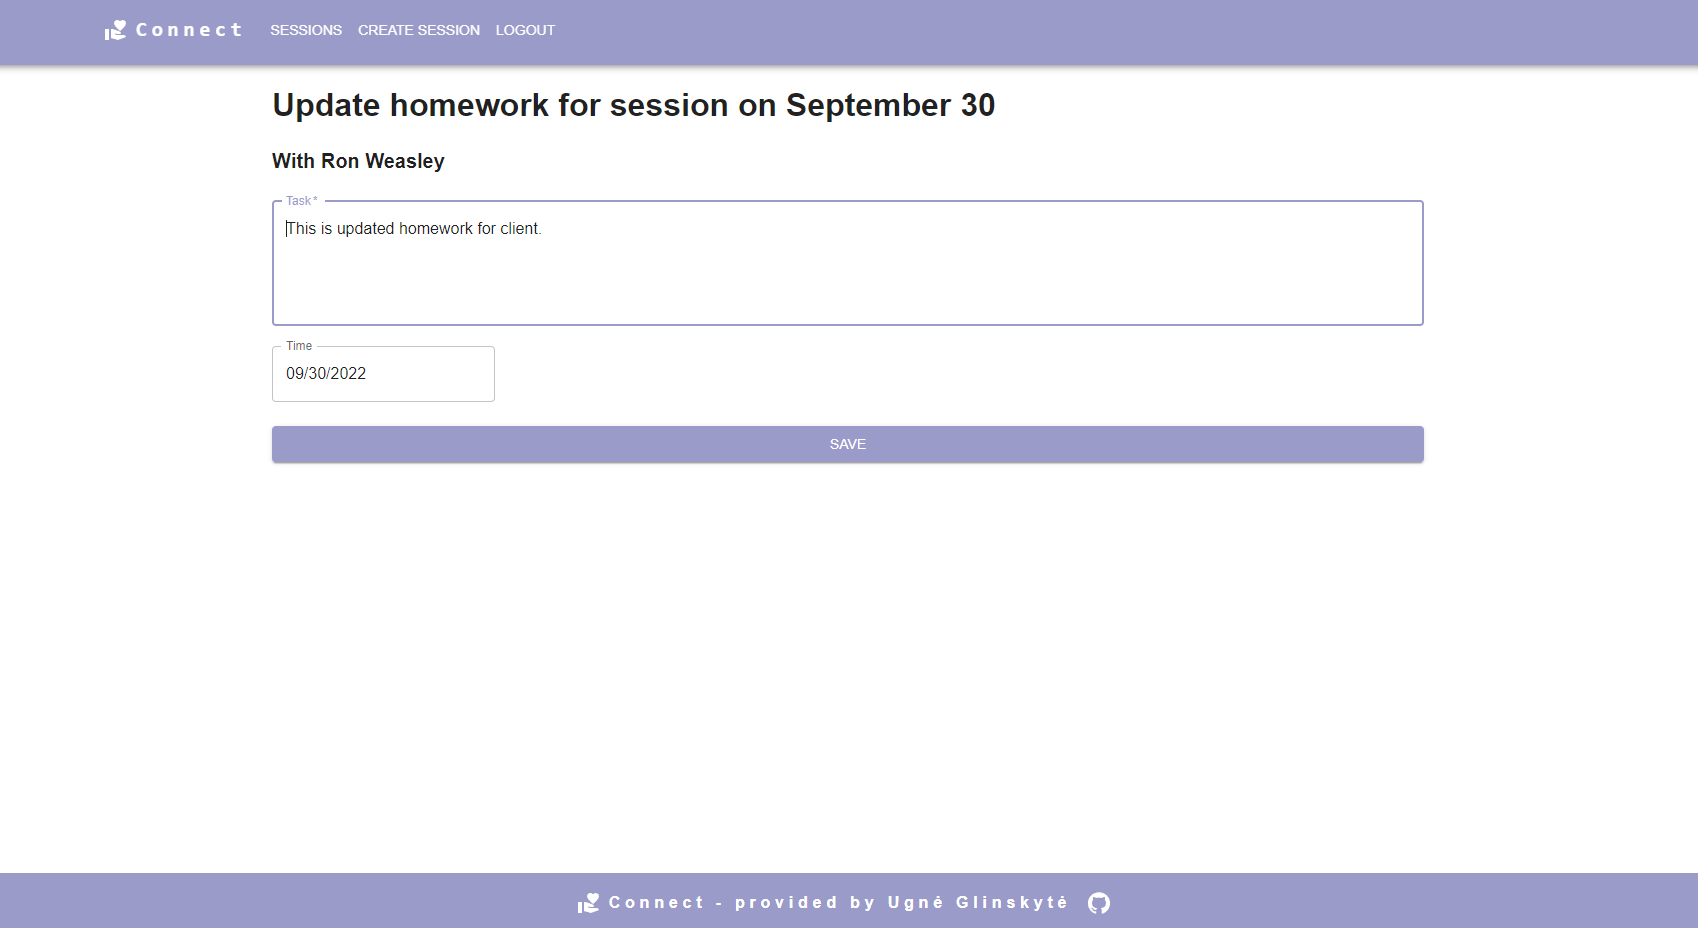 Connect SESSIONS CREATE SESSION LOGOUT
Update homework for session on September 30
With Ron Weasley
Task *
This is updated homework for client.
Time
09/30/2022
SAVE
Connect - provided by Ugnė Glinskytė